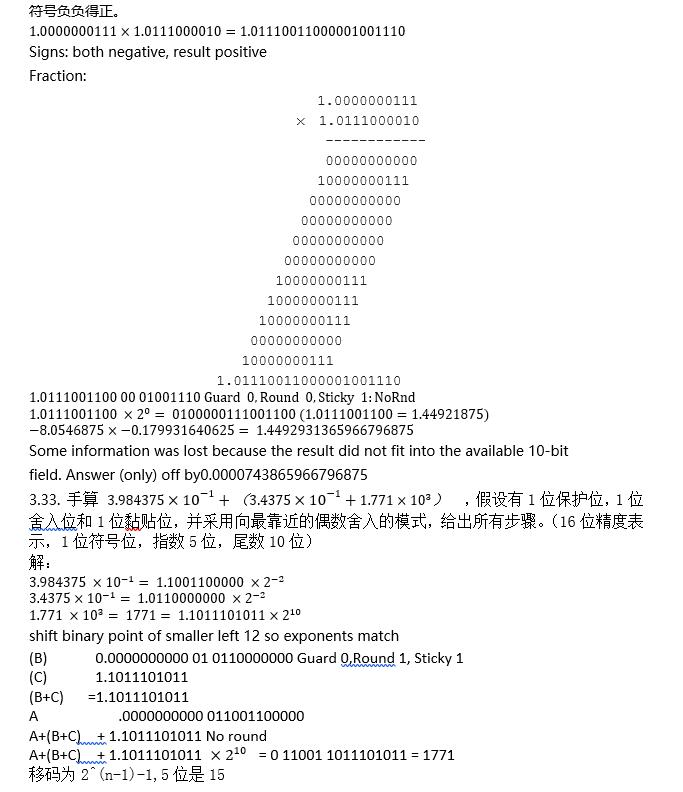 符号负负得正。
1.0000000111 × 1.0111000010 = 1.01110011000001001110
Signs: both negative, result positive
Fraction:
1.0000000111
× 1.0111000010
------------
00000000000
10000000111
00000000000
00000000000
00000000000
00000000000
10000000111
10000000111
10000000111
00000000000
10000000111
1.01110011000001001110
1.0111001100 00 01001110 Guard 0, Round 0, Sticky 1: NoRnd
1.0111001100 × 2⁰ = 0100000111001100 (1.0111001100 = 1.44921875)
−8.0546875 × −0.179931640625 = 1.4492931365966796875
Some information was lost because the result did not fit into the available 10-bit
field. Answer (only) off by0.0000743865966796875
3.33. 手算 3.984375 × 10⁻¹ + （3.4375 × 10⁻¹ + 1.771 × 10³） ，假设有 1 位保护位，1 位
舍入位和 1 位黏贴位，并采用向最靠近的偶数舍入的模式，给出所有步骤。（16 位精度表
示，1 位符号位，指数 5 位，尾数 10 位）
解：
3.984375 × 10⁻¹ = 1.1001100000 × 2⁻²
3.4375 × 10⁻¹ = 1.0110000000 × 2⁻²
1.771 × 10³ = 1771 = 1.1011101011 × 2¹⁰
shift binary point of smaller left 12 so exponents match
(B) 0.0000000000 01 0110000000 Guard 0,Round 1, Sticky 1
(C) 1.1011101011
(B+C) =1.1011101011
A .0000000000 011001100000
A+(B+C) + 1.1011101011 No round
A+(B+C) + 1.1011101011 × 2¹⁰ = 0 11001 1011101011 = 1771
移码为 2^(n-1)-1,5 位是 15